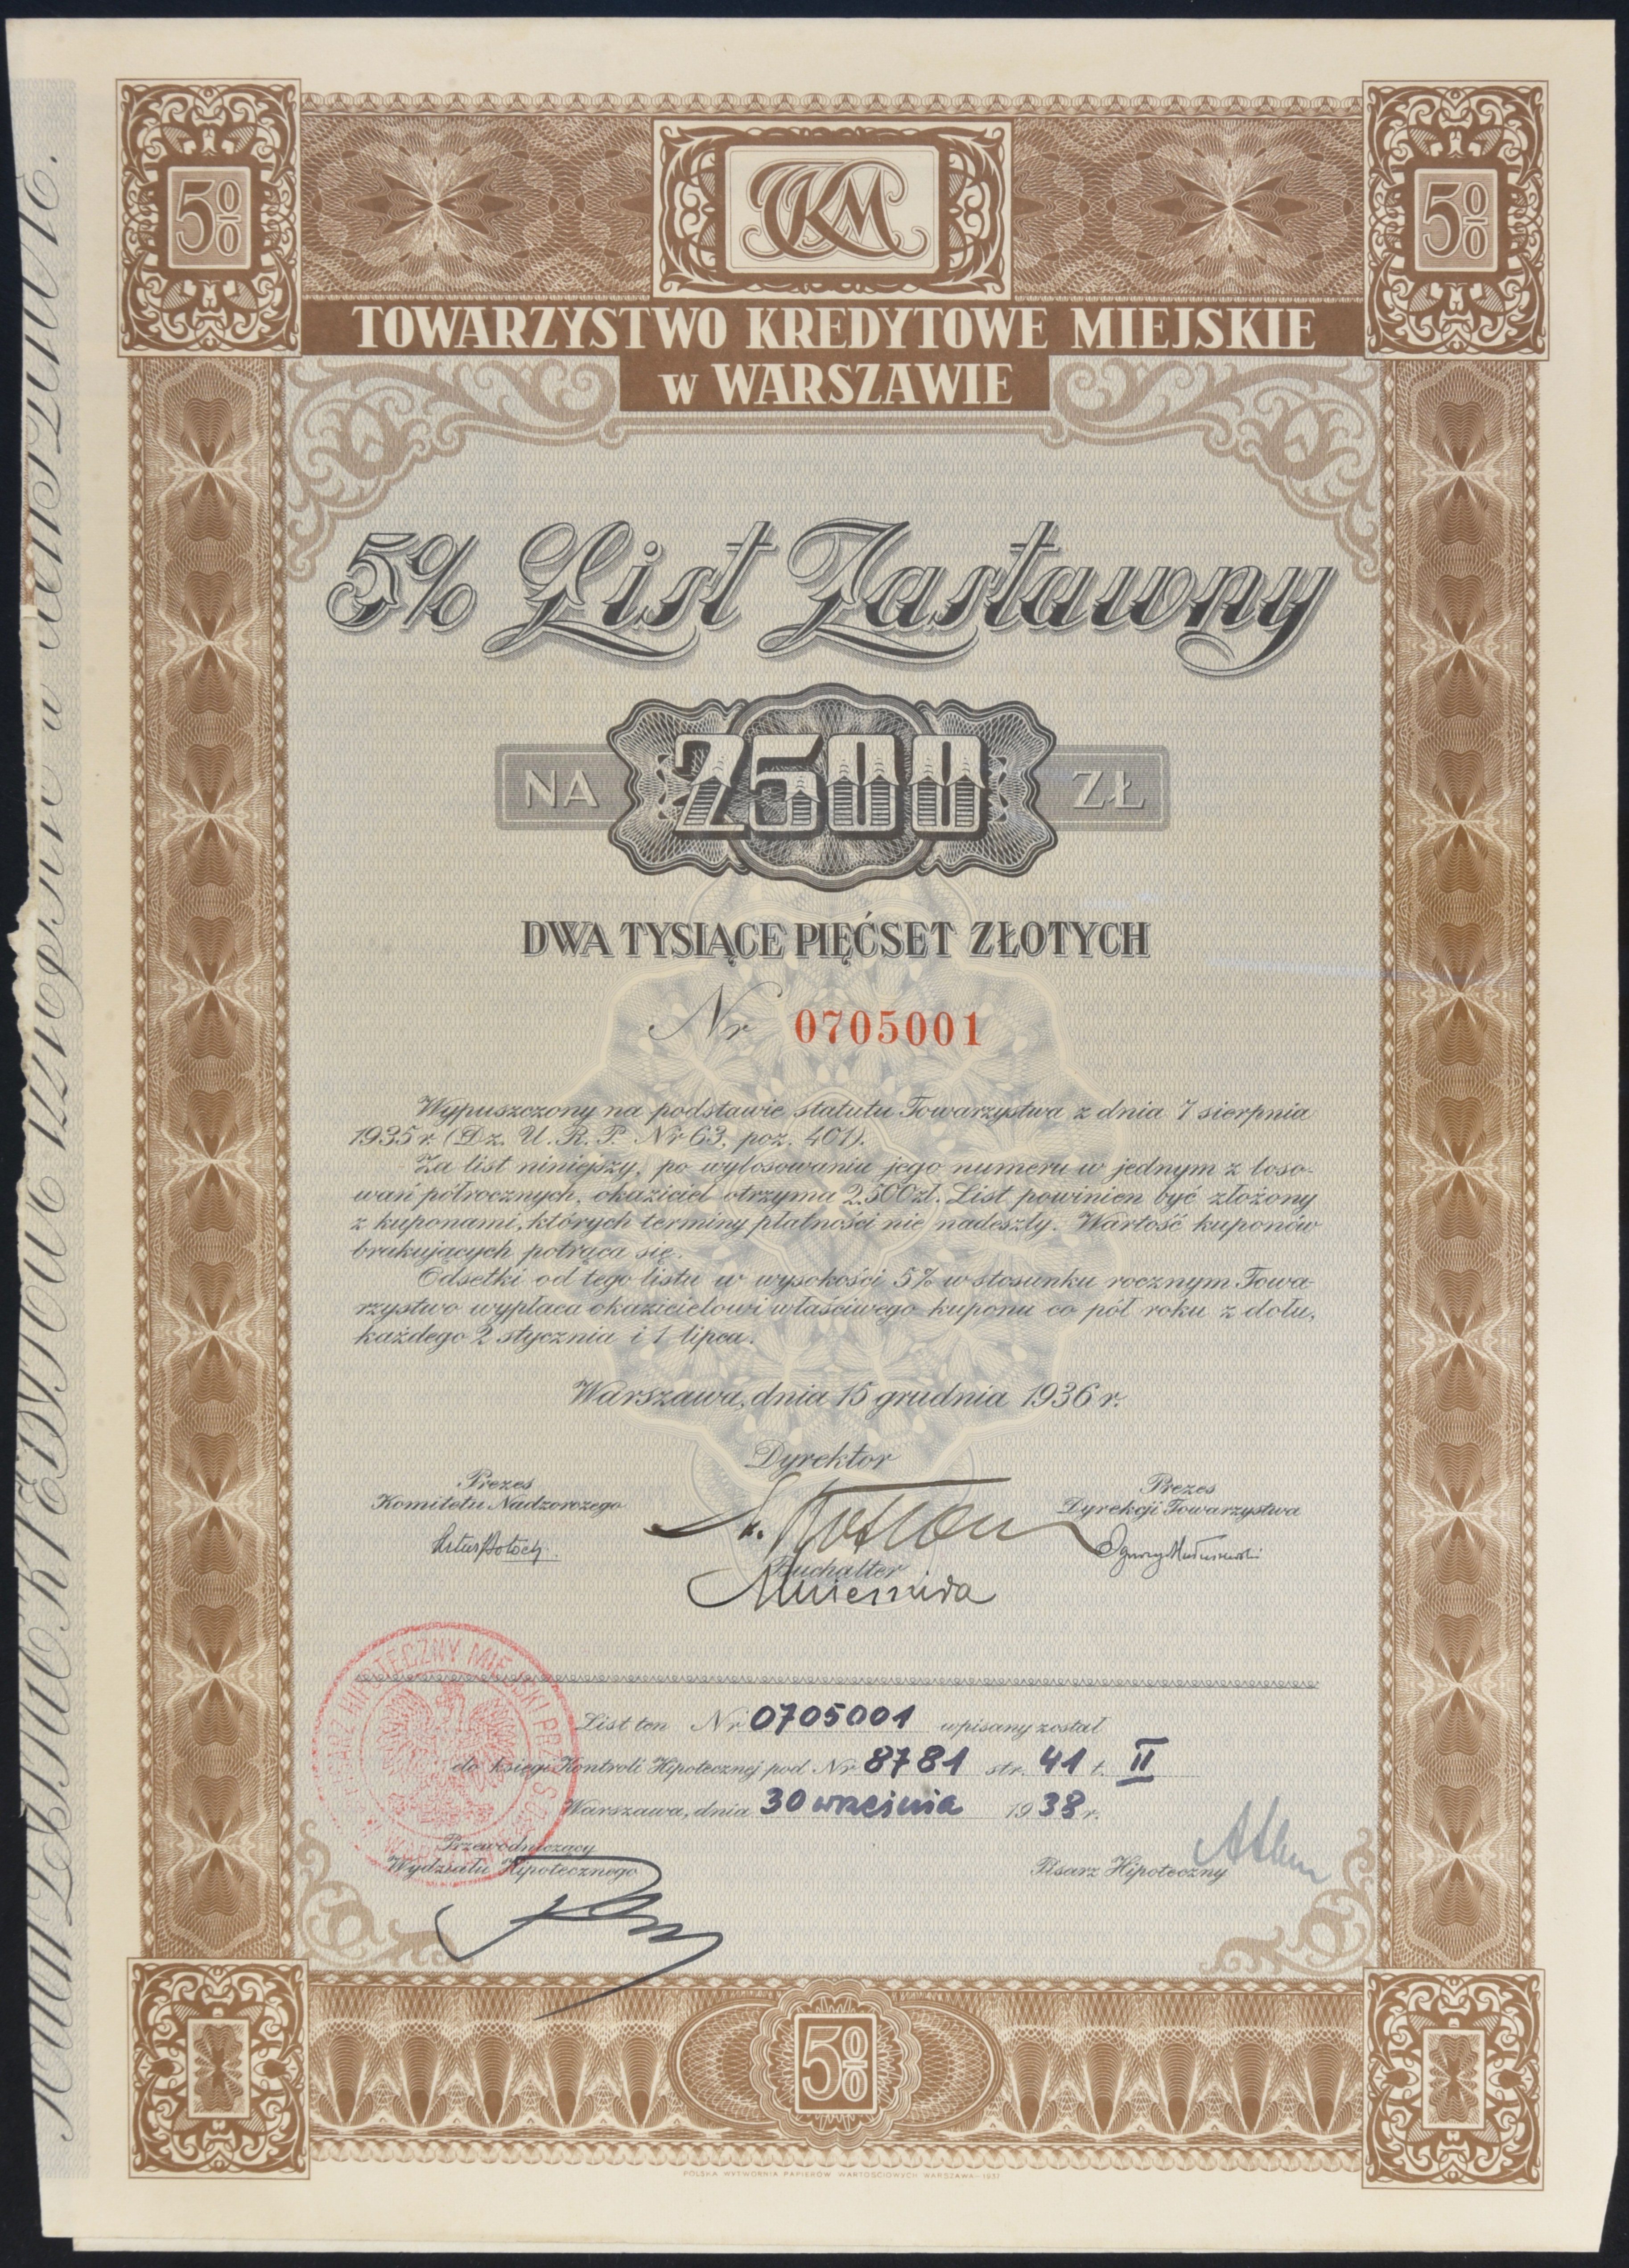 5%
TKM
5%
TOWARZYSTWO KREDYTOWE MIEJSKIE
w WARSZAWIE
5% List Zastawny
NA 2500 ZŁ
DWA TYSIĄCE PIĘĆSET ZŁOTYCH
Nr 0705001
Wypuszczony na podstawie statutu Towarzystwa z dnia 7 sierpnia
1935 r. (Dz. U. R. P. Nr 63, poz. 401).
Za list niniejszy, po wylosowaniu jego numeru w jednym z loso-
wań półrocznych, okaziciel otrzyma 2.500 zł. List powinien być złożony
z kuponami, których terminy płatności nie nadeszły. Wartość kuponów
brakujących potrąca się.
Odsetki od tego listu w wysokości 5% w stosunku rocznym Towa-
rzystwo wypłaca okazicielowi właściwego kuponu co pół roku z dołu,
każdego 2 stycznia i 1 lipca.
Warszawa, dnia 15 grudnia 1936 r.
Dyrektor
Prezes
Komitetu Nadzorczego
Prezes
Dyrekcji Towarzystwa
Buchalter
List ten Nr 0705001 wpisany został
do księgi Kontroli Hipotecznej pod Nr 8781 str. 41 t. II
Warszawa, dnia 30 września 1938 r.
Przewodniczący
Wydziału Hipotecznego
Pisarz Hipoteczny
5%
POLSKA WYTWÓRNIA PAPIERÓW WARTOŚCIOWYCH WARSZAWA—1937